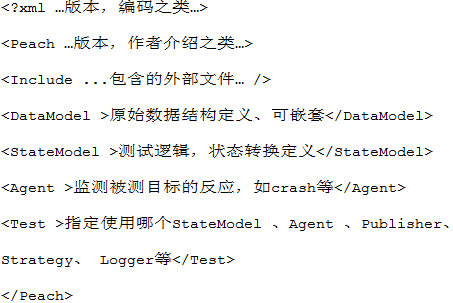 <?xml …版本，编码之类…>
<Peach …版本，作者介绍之类…>
<Include ...包含的外部文件… />
<DataModel >原始数据结构定义、可嵌套</DataModel>
<StateModel >测试逻辑，状态转换定义</StateModel>
<Agent >监测被测目标的反应，如crash等</Agent>
<Test >指定使用哪个StateModel 、Agent 、Publisher、
Strategy、 Logger等</Test>
</Peach>